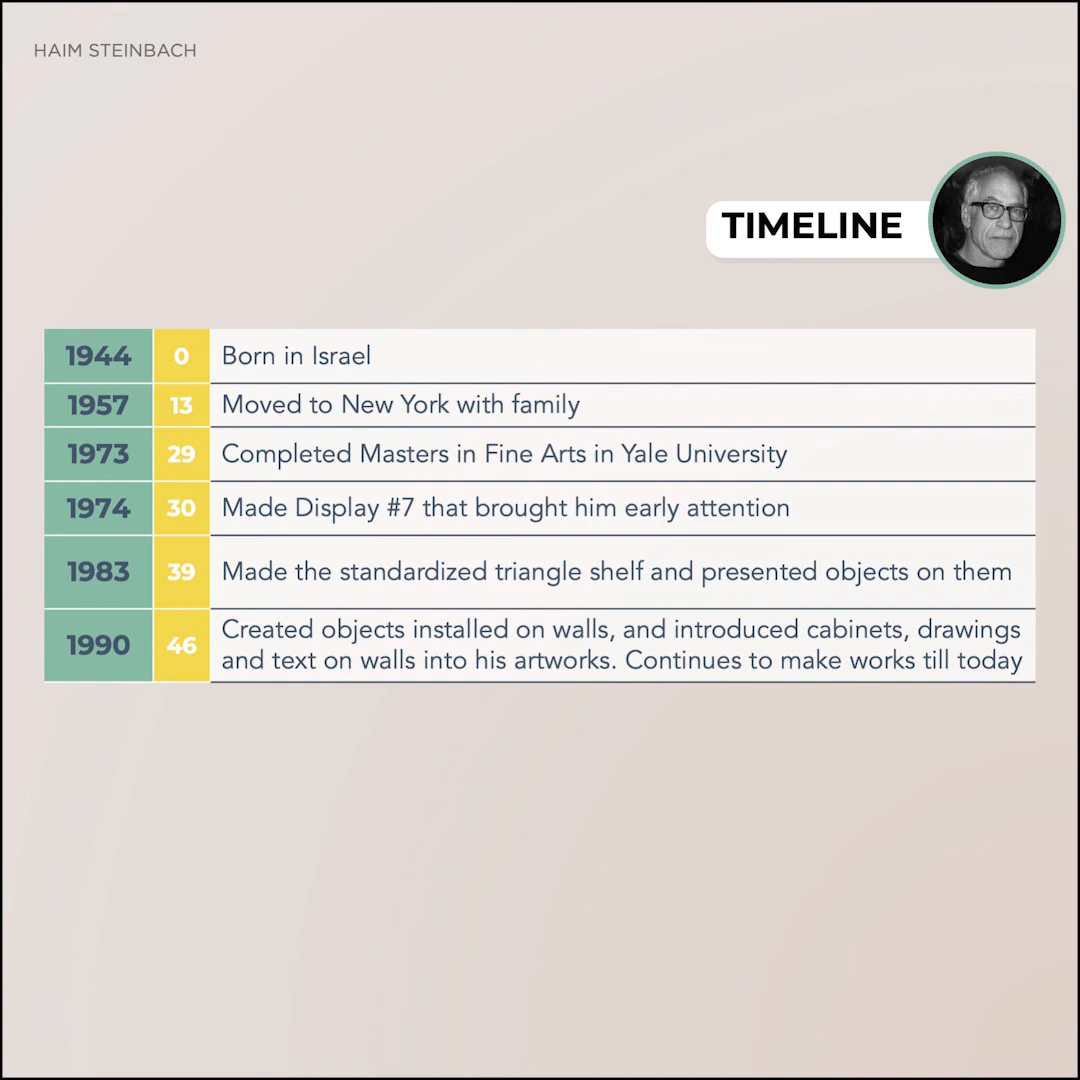 HAIM STEINBACH
TIMELINE
1944 0 Born in Israel
1957 13 Moved to New York with family
1973 29 Completed Masters in Fine Arts in Yale University
1974 30 Made Display #7 that brought him early attention
1983 39 Made the standardized triangle shelf and presented objects on them
1990 46 Created objects installed on walls, and introduced cabinets, drawings
and text on walls into his artworks. Continues to make works till today